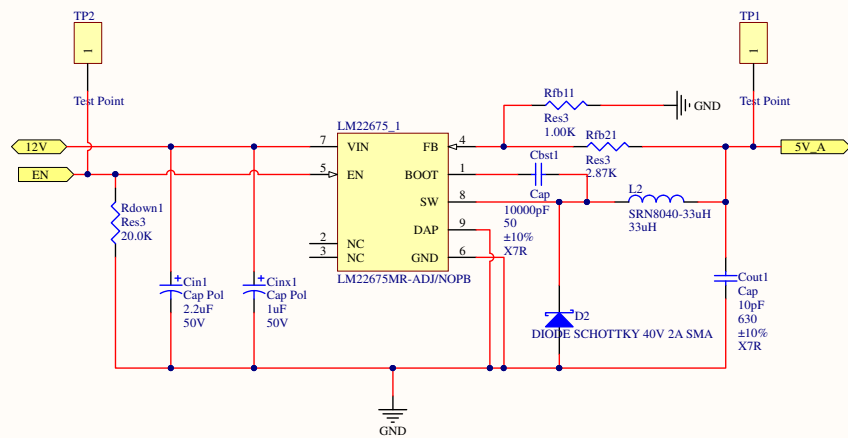 TP2
1
Test Point
TP1
1
Test Point
Rfb11
Res3
1.00K
GND
12V
EN
LM22675_1
7
VIN
5
EN
2
NC
3
NC
FB
4
BOOT
1
SW
8
DAP
9
GND
6
LM22675MR-ADJ/NOPB
Rfb21
Res3
2.87K
5V_A
Cbst1
Cap
10000pF
50
±10%
X7R
L2
SRN8040-33uH
33uH
Rdown1
Res3
20.0K
Cin1
Cap Pol
2.2uF
50V
Cinx1
Cap Pol
1uF
50V
D2
DIODE SCHOTTKY 40V 2A SMA
Cout1
Cap
10pF
630
±10%
X7R
GND